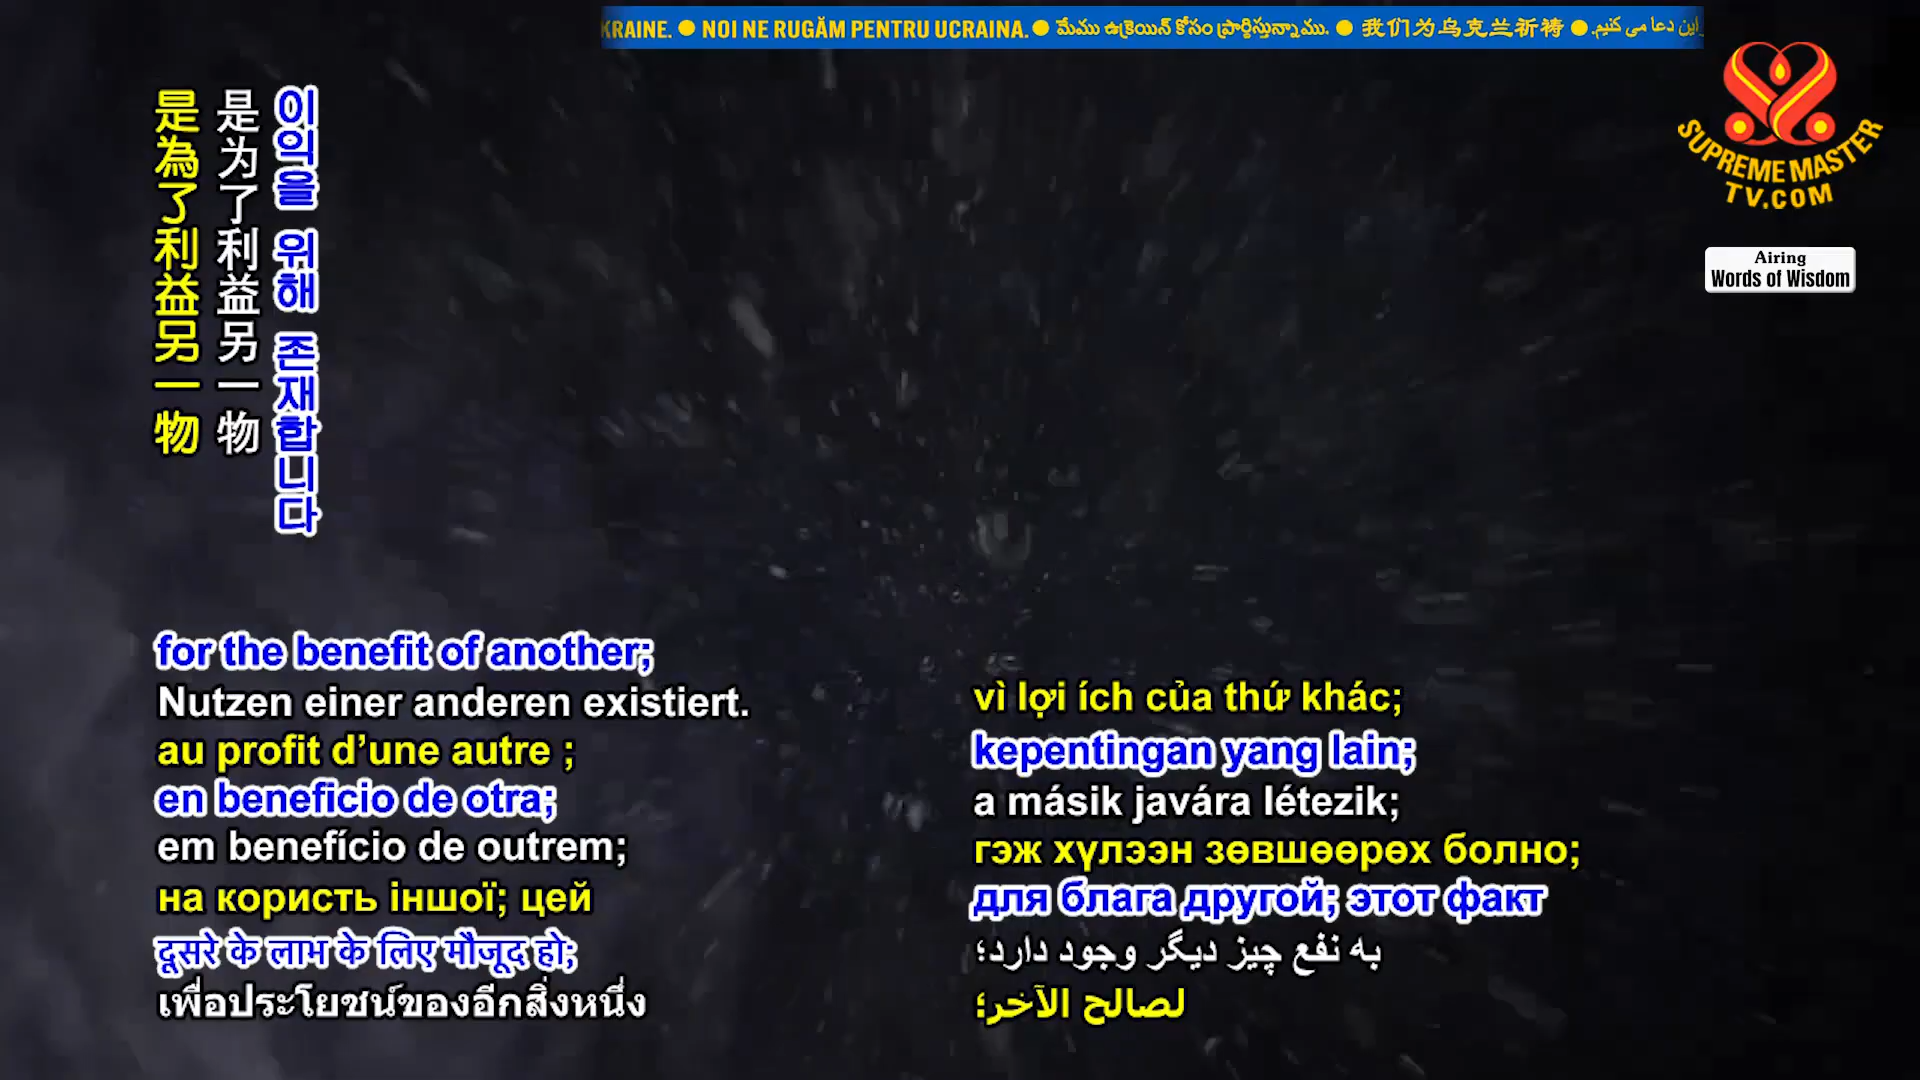 KRAINE. ● NOI NE RUGĂM PENTRU UCRAINA. ● మేము ఉక్రెయిన్ కోసం ప్రార్థిస్తున్నాము. ● 我们为乌克兰祈祷 ● این دعا می کنیم.
SUPREME MASTER
TV.COM
Airing
Words of Wisdom
이익을 위해 존재합니다
是为了利益另一物
是為了利益另一物
for the benefit of another;
Nutzen einer anderen existiert.
au profit d’une autre ;
en beneficio de otra;
em benefício de outrem;
на користь іншої; цей
दूसरे के लाभ के लिए मौजूद हो;
เพื่อประโยชน์ของอีกสิ่งหนึ่ง
vì lợi ích của thứ khác;
kepentingan yang lain;
a másik javára létezik;
гэж хүлээн зөвшөөрөх болно;
для блага другой; этот факт
به نفع چیز دیگر وجود دارد؛
لصالح الآخر؛